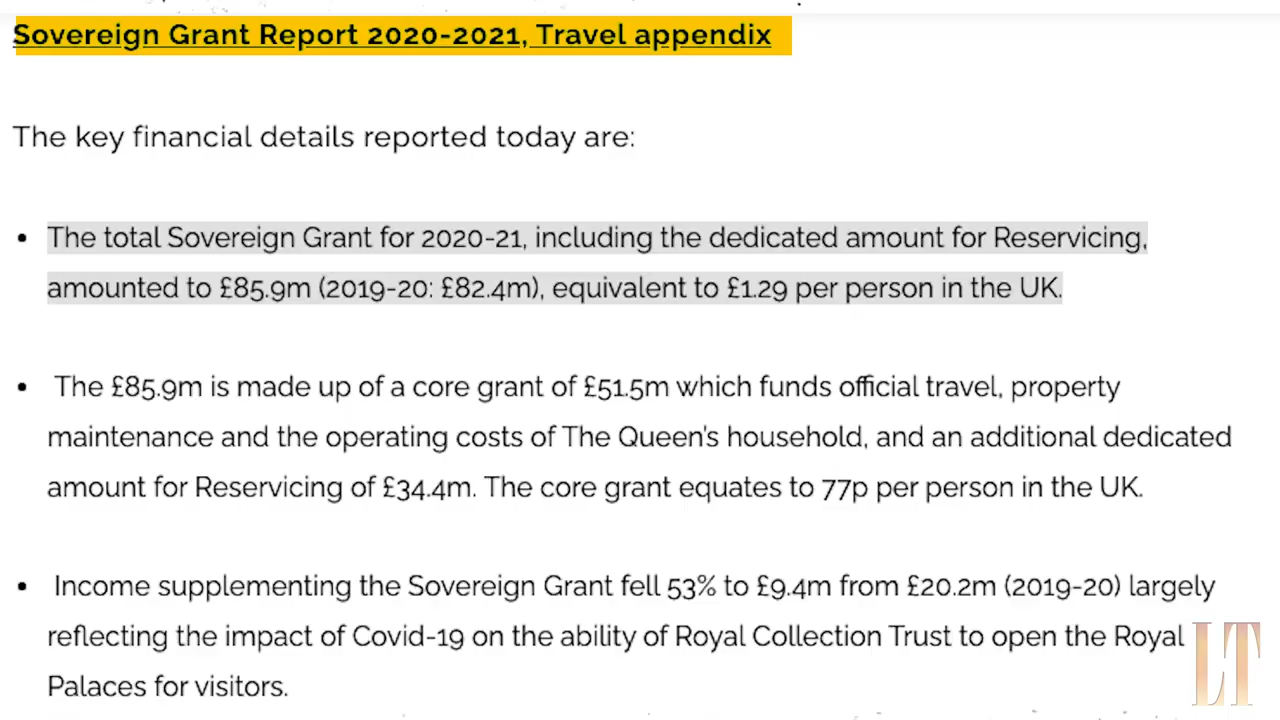 Sovereign Grant Report 2020-2021, Travel appendix
The key financial details reported today are:
• The total Sovereign Grant for 2020-21, including the dedicated amount for Reservicing,
amounted to £85.9m (2019-20: £82.4m), equivalent to £1.29 per person in the UK.
• The £85.9m is made up of a core grant of £51.5m which funds official travel, property
maintenance and the operating costs of The Queen's household, and an additional dedicated
amount for Reservicing of £34.4m. The core grant equates to 77p per person in the UK.
• Income supplementing the Sovereign Grant fell 53% to £9.4m from £20.2m (2019-20) largely
reflecting the impact of Covid-19 on the ability of Royal Collection Trust to open the Royal
Palaces for visitors.
LT